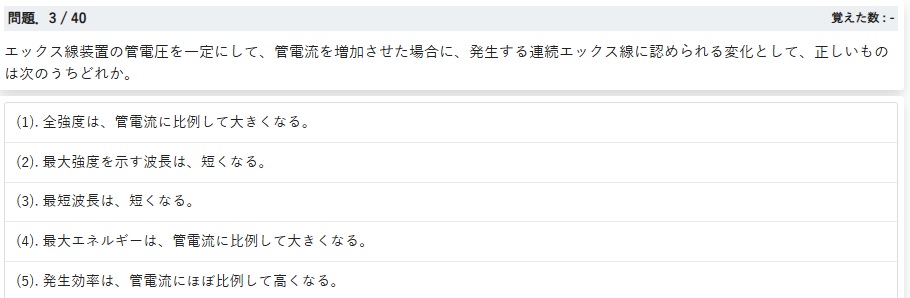 問題. 3 / 40
覚えた数 : -
エックス線装置の管電圧を一定にして、管電流を増加させた場合に、発生する連続エックス線に認められる変化として、正しいもの
は次のうちどれか。
(1). 全強度は、管電流に比例して大きくなる。
(2). 最大強度を示す波長は、短くなる。
(3). 最短波長は、短くなる。
(4). 最大エネルギーは、管電流に比例して大きくなる。
(5). 発生効率は、管電流にほぼ比例して高くなる。